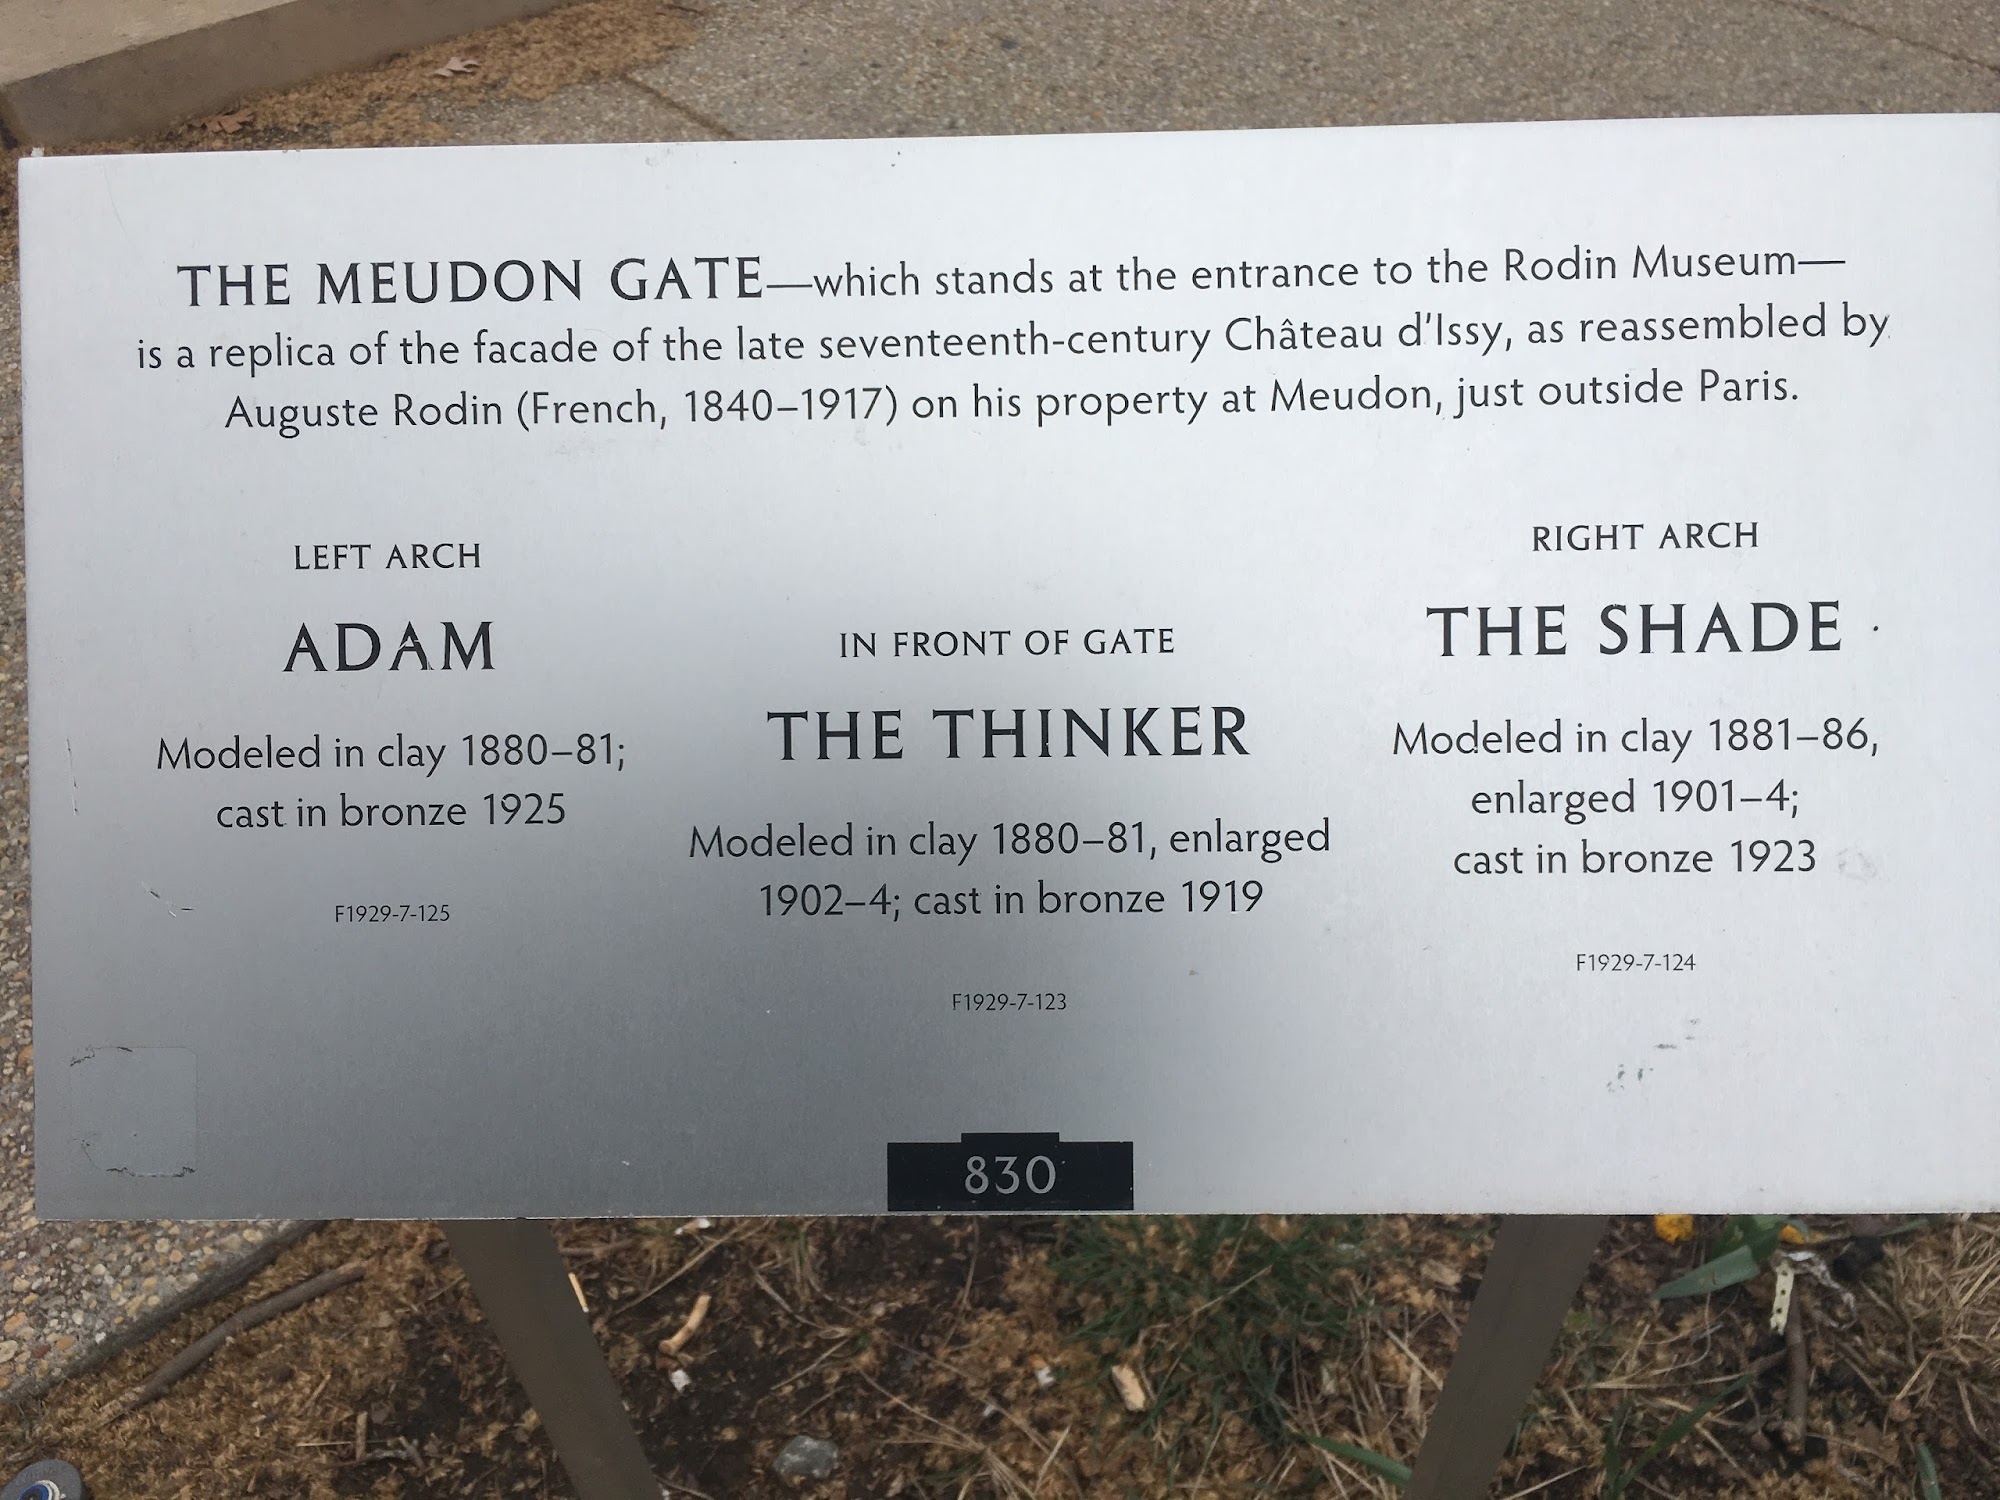 THE MEUDON GATE—which stands at the entrance to the Rodin Museum—
is a replica of the facade of the late seventeenth-century Château d'Issy, as reassembled by
Auguste Rodin (French, 1840–1917) on his property at Meudon, just outside Paris.
LEFT ARCH
ADAM
Modeled in clay 1880–81;
cast in bronze 1925
F1929-7-125
IN FRONT OF GATE
THE THINKER
Modeled in clay 1880–81, enlarged
1902–4; cast in bronze 1919
F1929-7-123
RIGHT ARCH
THE SHADE
Modeled in clay 1881–86,
enlarged 1901–4;
cast in bronze 1923
F1929-7-124
830